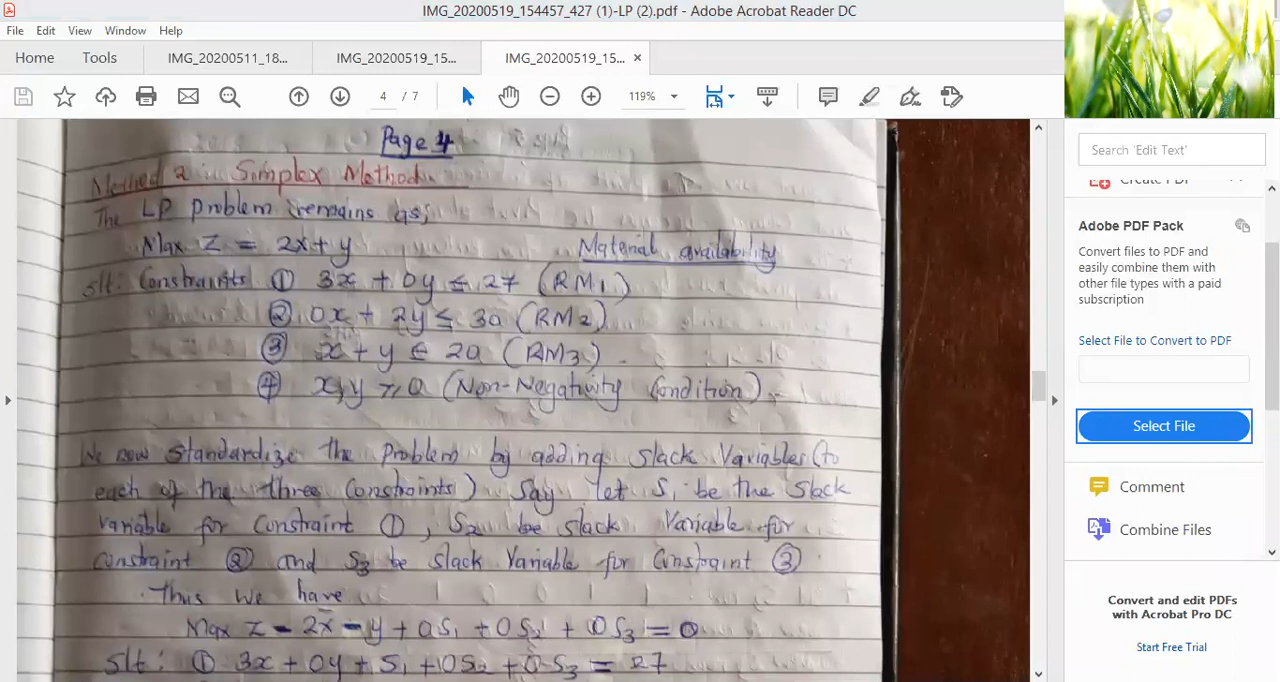 IMG_20200519_154457_427 (1)-LP (2).pdf - Adobe Acrobat Reader DC
File Edit View Window Help
Home Tools IMG_20200511_18... IMG_20200519_15... IMG_20200519_15... ×
4 / 7 119%
Page 4
Method 2 : Simplex Method
The LP Problem remains as;
Max Z = 2x + y Material availability
S/t: Constraints ① 3x + 0y ≤ 27 (RM1)
② 0x + 2y ≤ 30 (RM2)
③ x + y ≤ 20 (RM3)
④ x, y ≥ 0 (Non-Negativity Condition)
We now standardize the Problem by adding slack Variables (to
each of the three Constraints) Say let S1 be the slack
variable for constraint ①, S2 be slack Variable for
constraint ② and S3 be slack Variable for Constraint ③
Thus we have
Max Z - 2x - y + 0S1 + 0S2 + 0S3 = 0
S/t: ① 3x + 0y + S1 + 0S2 + 0S3 = 27
Search 'Edit Text'
Create PDF
Adobe PDF Pack
Convert files to PDF and
easily combine them with
other file types with a paid
subscription
Select File to Convert to PDF
Select File
Comment
Combine Files
Convert and edit PDFs
with Acrobat Pro DC
Start Free Trial